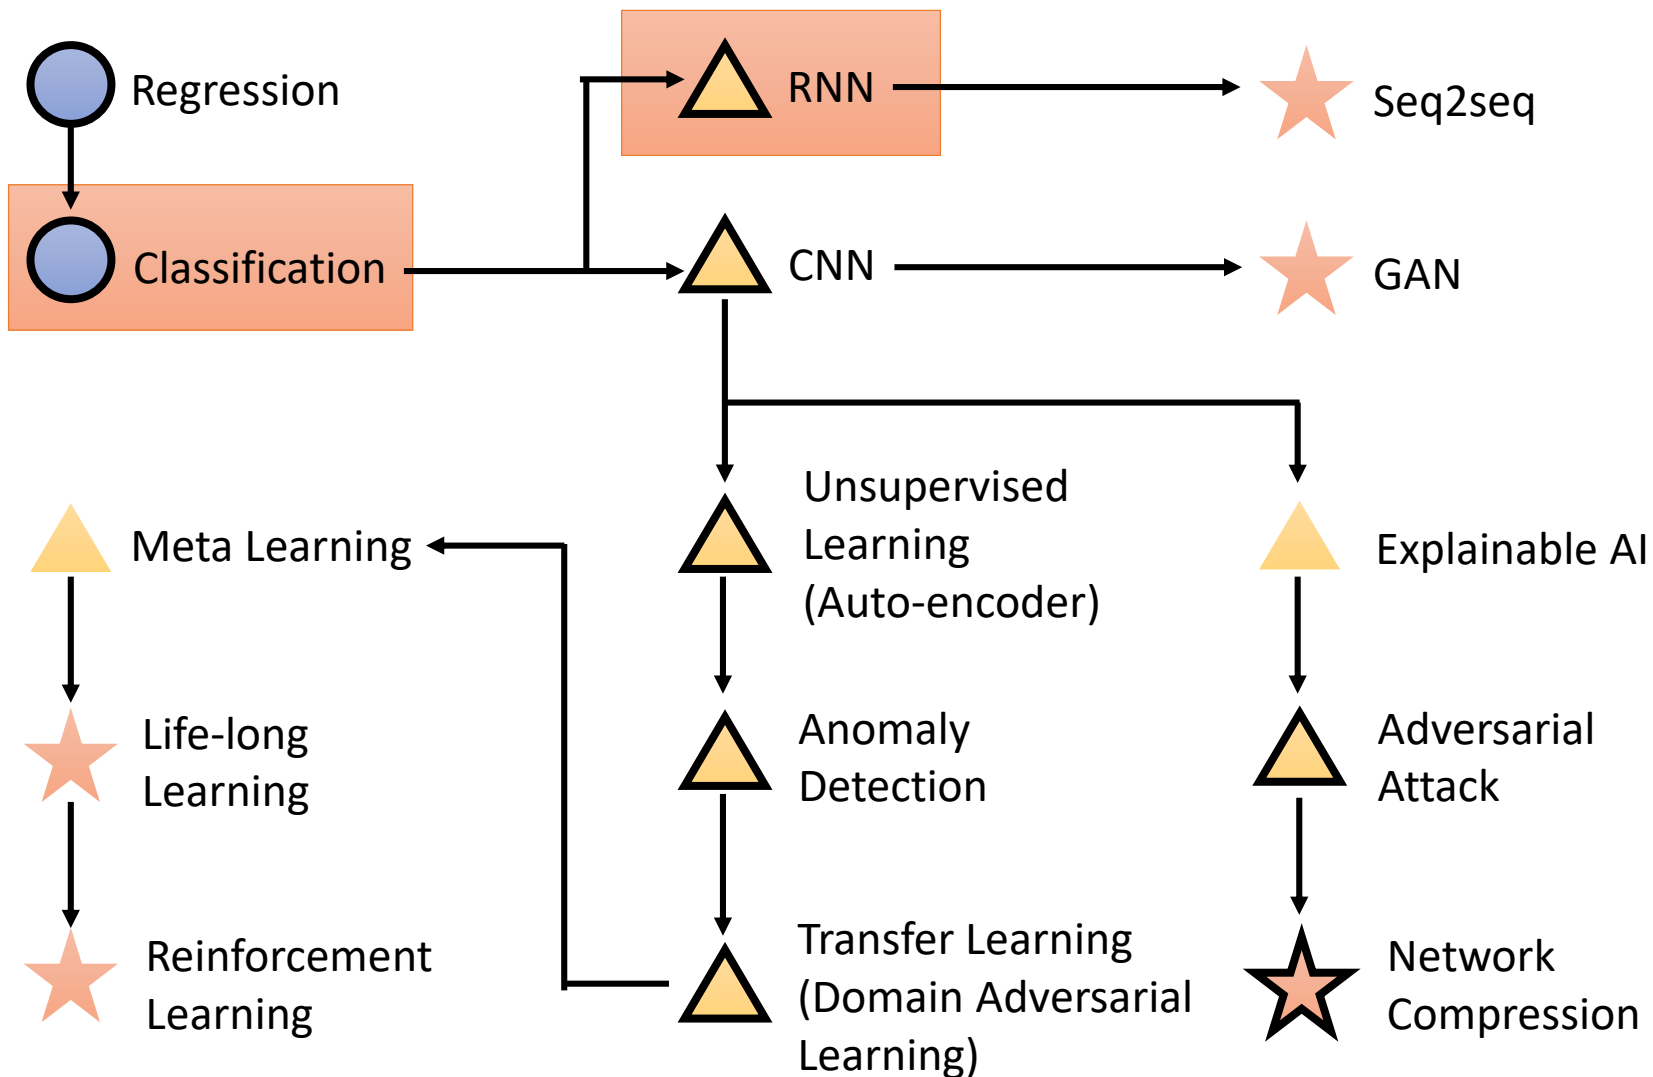 Regression
RNN
Seq2seq
Classification
CNN
GAN
Unsupervised
Learning
(Auto-encoder)
Meta Learning
Explainable AI
Life-long
Learning
Anomaly
Detection
Adversarial
Attack
Reinforcement
Learning
Transfer Learning
(Domain Adversarial
Learning)
Network
Compression